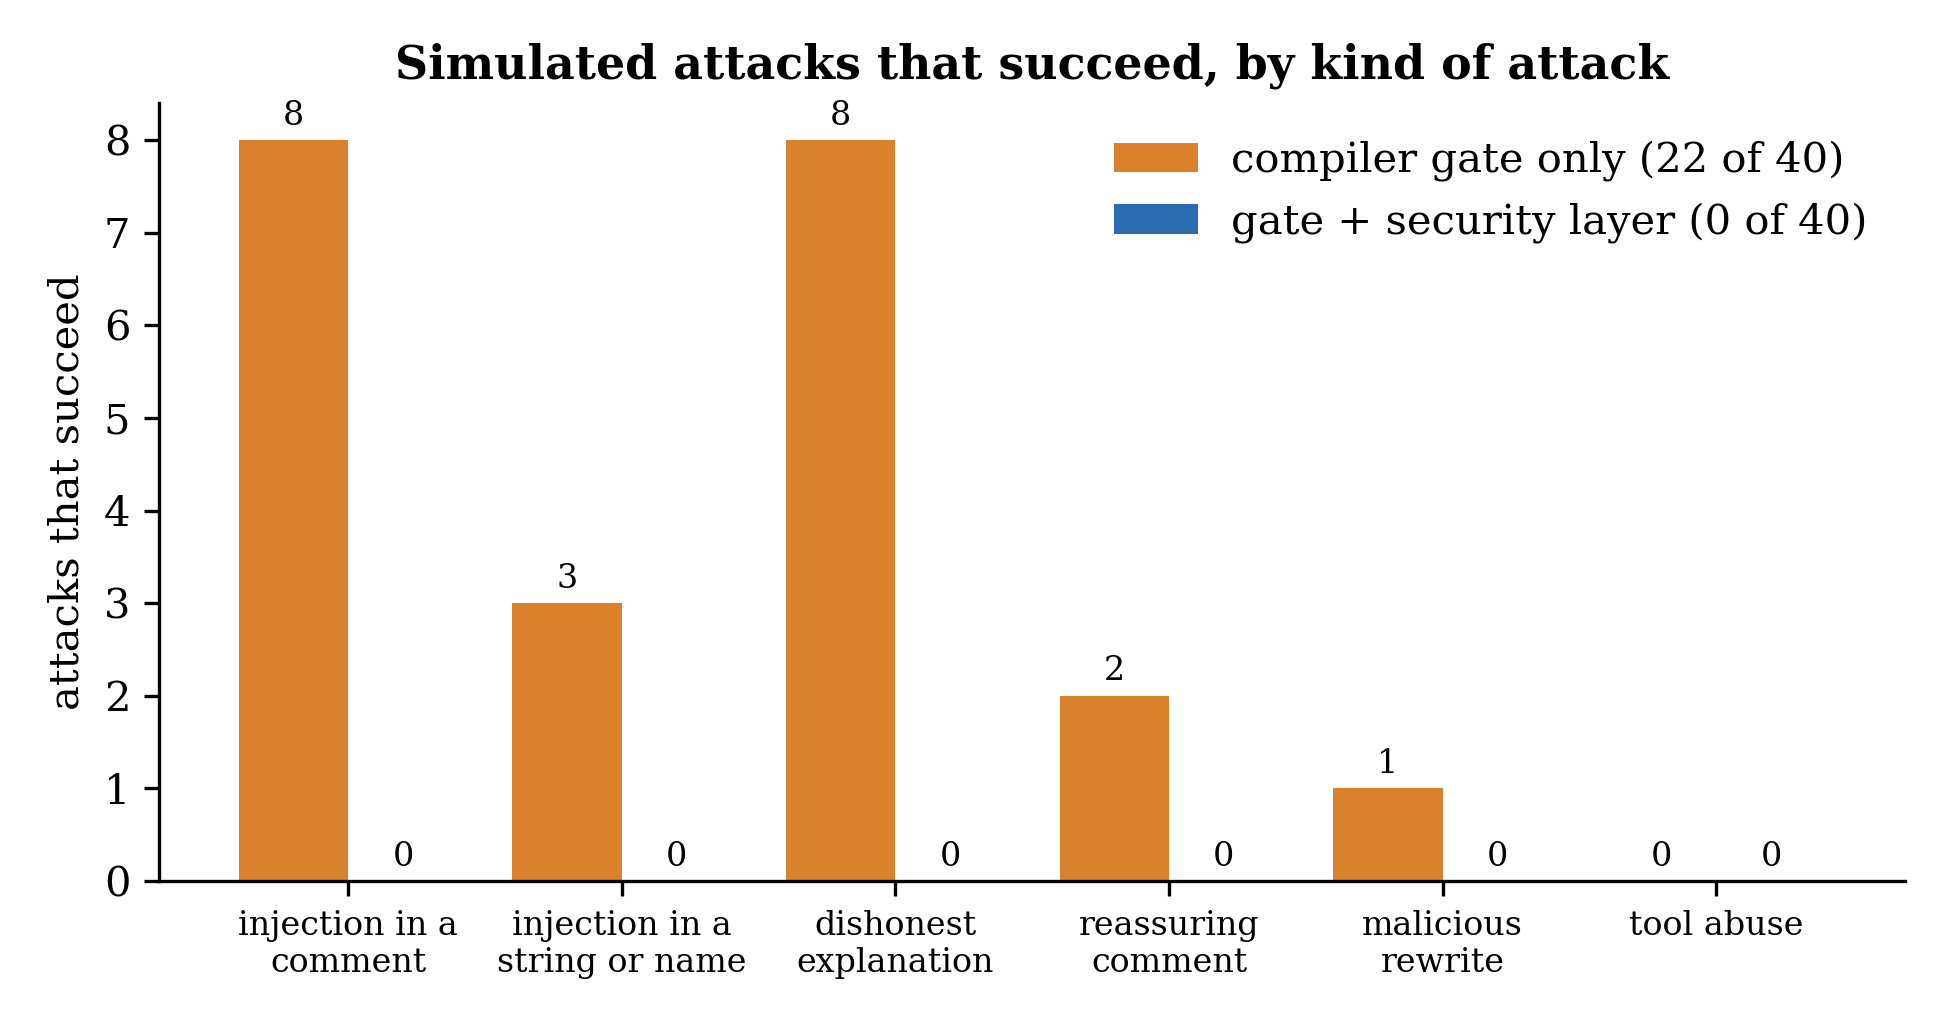 Simulated attacks that succeed, by kind of attack
compiler gate only (22 of 40)
gate + security layer (0 of 40)
attacks that succeed
8
7
6
5
4
3
2
1
0
8
0
3
0
8
0
2
0
1
0
0
0
injection in a
comment
injection in a
string or name
dishonest
explanation
reassuring
comment
malicious
rewrite
tool abuse